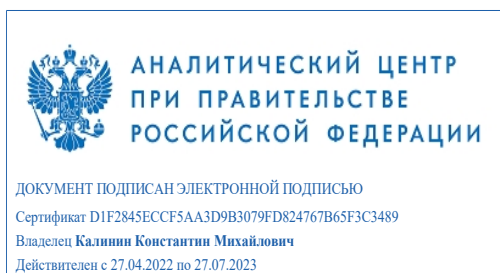 АНАЛИТИЧЕСКИЙ ЦЕНТР
ПРИ ПРАВИТЕЛЬСТВЕ
РОССИЙСКОЙ ФЕДЕРАЦИИ
ДОКУМЕНТ ПОДПИСАН ЭЛЕКТРОННОЙ ПОДПИСЬЮ
Сертификат D1F2845ECCF5AA3D9B3079FD824767B65F3C3489
Владелец Калинин Константин Михайлович
Действителен с 27.04.2022 по 27.07.2023